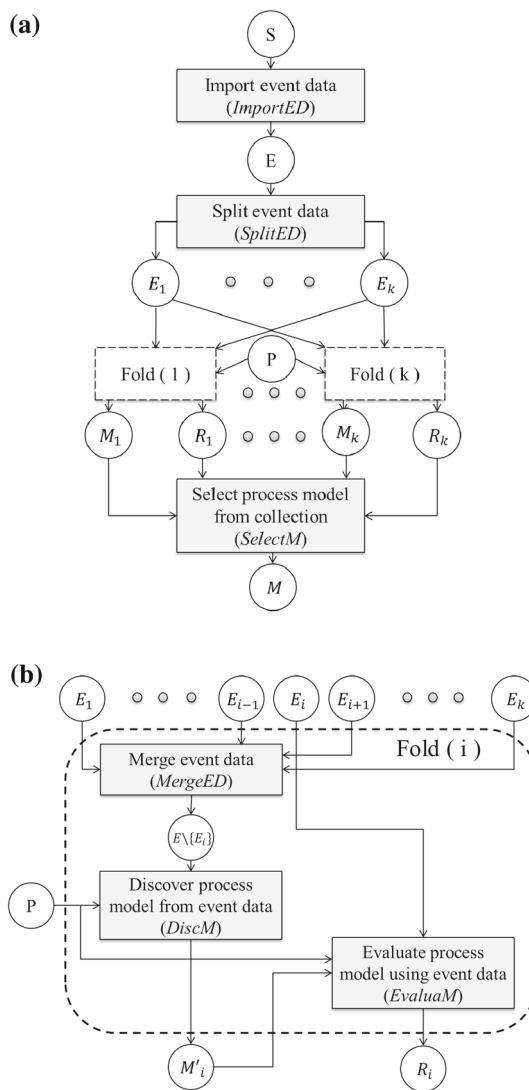 (a)
S
Import event data
(ImportED)
E
Split event data
(SplitED)
E₁
Eₖ
Fold ( 1 )
P
Fold ( k )
M₁
R₁
Mₖ
Rₖ
Select process model
from collection
(SelectM)
M
(b)
E₁
Eᵢ₋₁
Eᵢ
Eᵢ₊₁
Eₖ
Fold ( i )
Merge event data
(MergeED)
E\{Eᵢ}
P
Discover process
model from event data
(DiscM)
Evaluate process
model using event data
(EvaluaM)
M'ᵢ
Rᵢ